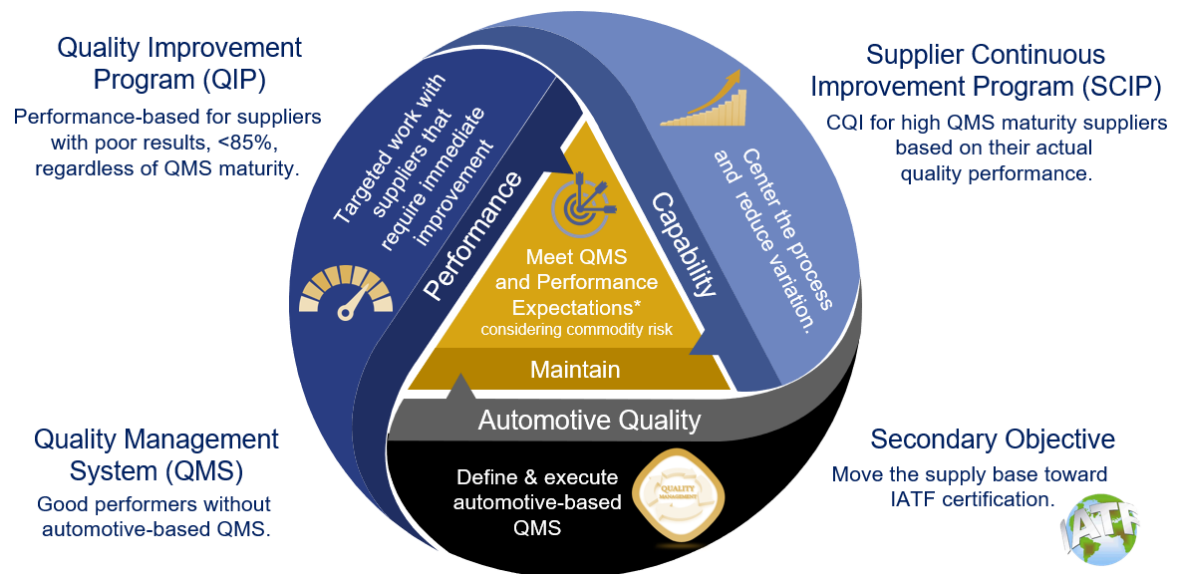 Quality Improvement
Program (QIP)
Performance-based for suppliers
with poor results, <85%,
regardless of QMS maturity.
Targeted work with
suppliers that
require immediate
improvement
Performance
Supplier Continuous
Improvement Program (SCIP)
CQI for high QMS maturity suppliers
based on their actual
quality performance.
Center the process
and reduce variation.
Capability
Meet QMS
and Performance
Expectations*
considering commodity risk
Maintain
Automotive Quality
Define & execute
automotive-based
QMS
QUALITY
MANAGEMENT
Quality Management
System (QMS)
Good performers without
automotive-based QMS.
Secondary Objective
Move the supply base toward
IATF certification.
IATF